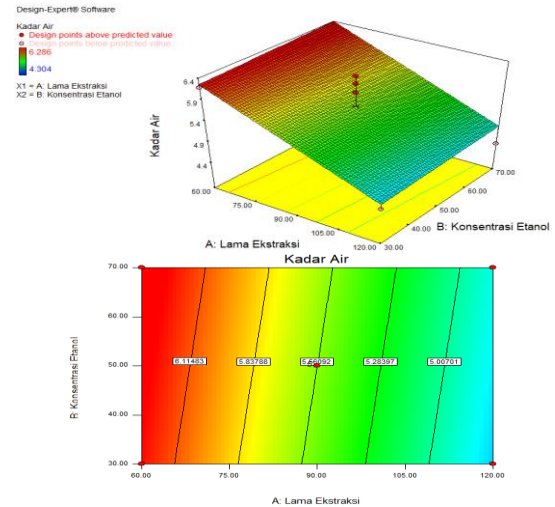 Design-Expert® Software
Kadar Air
Design points above predicted value
Design points below predicted value
6.286
4.304
X1 = A: Lama Ekstraksi
X2 = B: Konsentrasi Etanol
Kadar Air
6.4
5.9
5.4
4.9
4.4
60.00
75.00
90.00
105.00
120.00
30.00
40.00
50.00
60.00
70.00
A: Lama Ekstraksi
B: Konsentrasi Etanol
Kadar Air
B: Konsentrasi Etanol
70.00
60.00
50.00
40.00
30.00
6.11483
5.83788
5.56092
5.28397
5.00701
60.00
75.00
90.00
105.00
120.00
A: Lama Ekstraksi